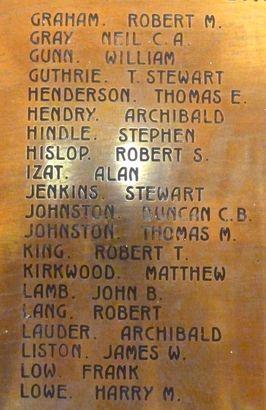 GRAHAM. ROBERT M.
GRAY. NEIL C.A.
GUNN. WILLIAM
GUTHRIE. T. STEWART
HENDERSON. THOMAS E.
HENDRY. ARCHIBALD
HINDLE. STEPHEN
HISLOP. ROBERT S.
IZAT. ALAN
JENKINS. STEWART
JOHNSTON. DUNCAN C.B.
JOHNSTON. THOMAS M.
KING. ROBERT T.
KIRKWOOD. MATTHEW
LAMB. JOHN B.
LANG. ROBERT
LAUDER. ARCHIBALD
LISTON. JAMES W.
LOW. FRANK
LOWE. HARRY M.